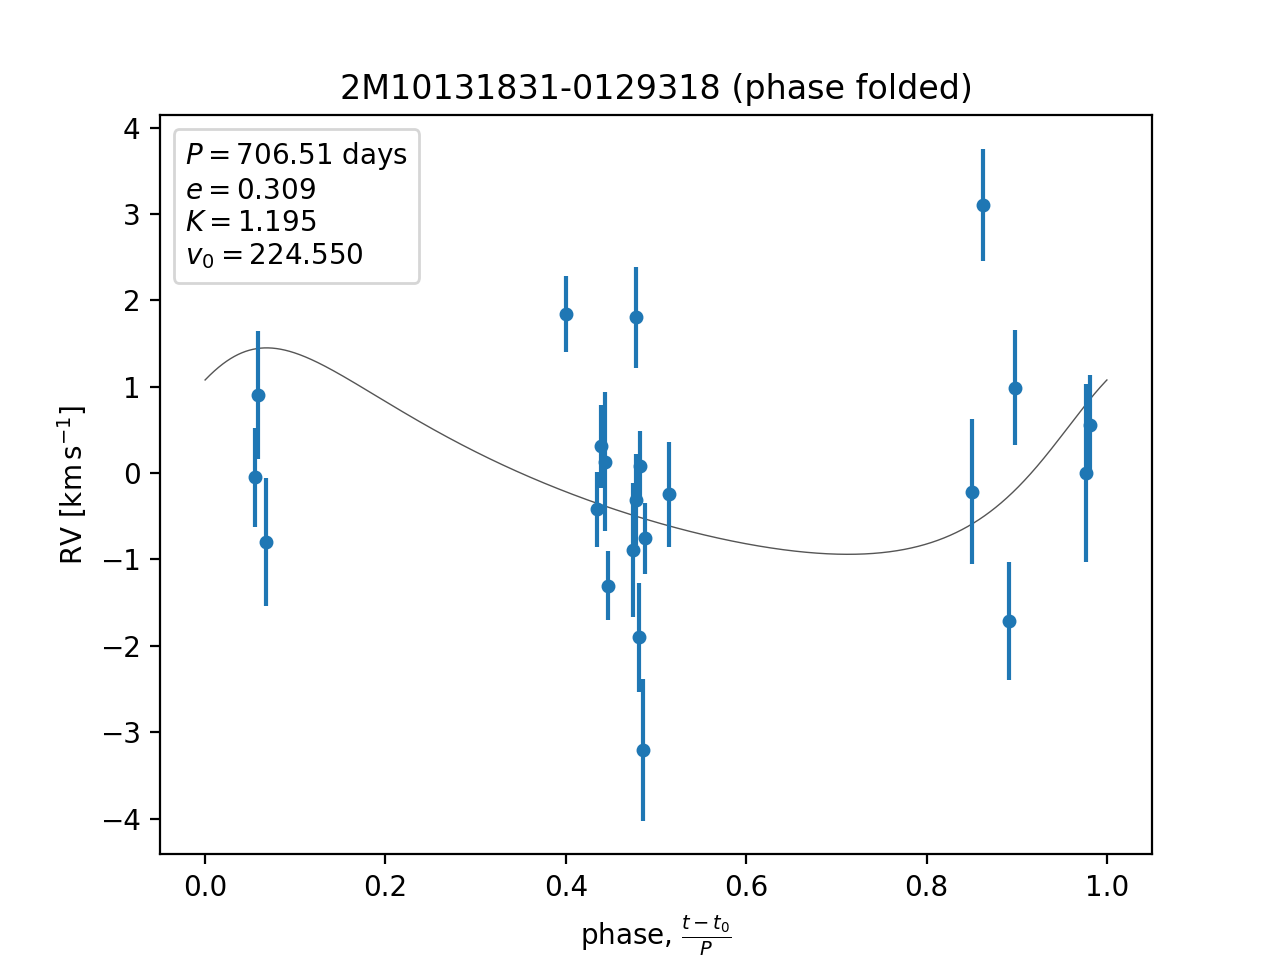 2M10131831-0129318 (phase folded)
P = 706.51 days
e = 0.309
K = 1.195
v₀ = 224.550
4
3
2
1
0
−1
−2
−3
−4
RV [km s⁻¹]
0.0 0.2 0.4 0.6 0.8 1.0
phase, (t − t₀)/P